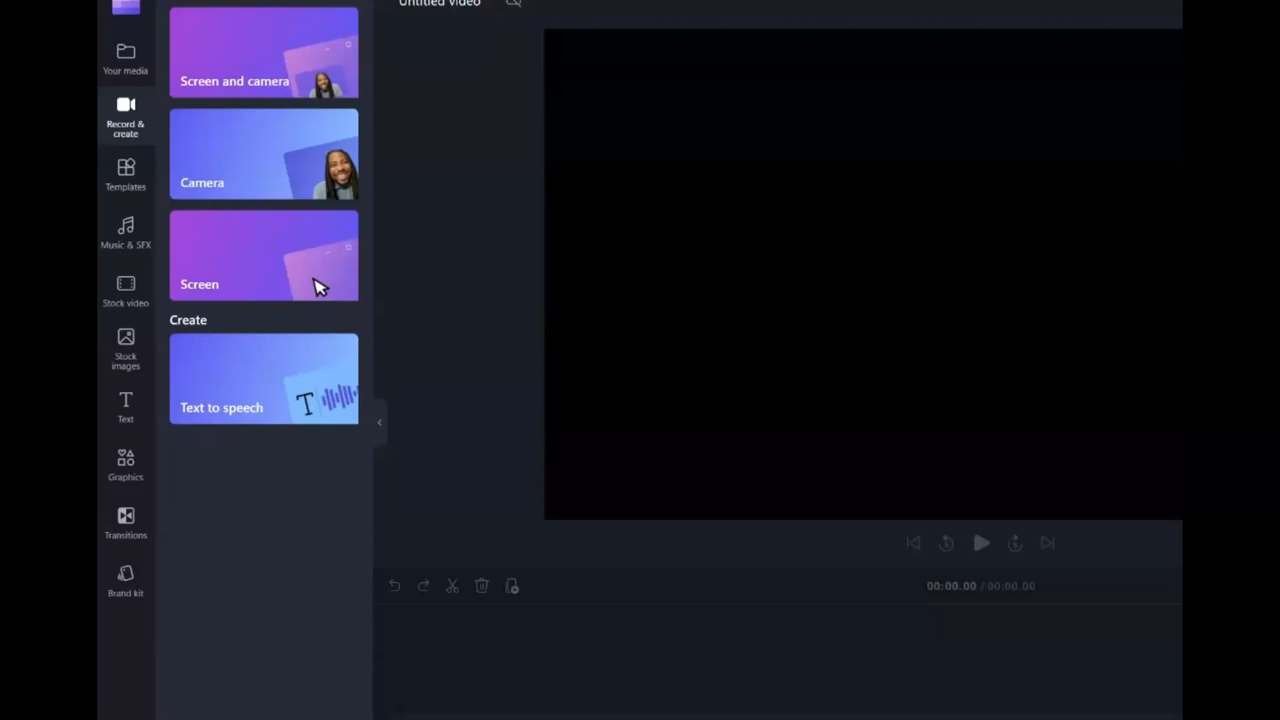 Untitled video
Your media
Record &
create
Templates
Music & SFX
Stock video
Stock
images
Text
Graphics
Transitions
Brand kit
Screen and camera
Camera
Screen
Create
Text to speech
T
00:00.00 / 00:00.00